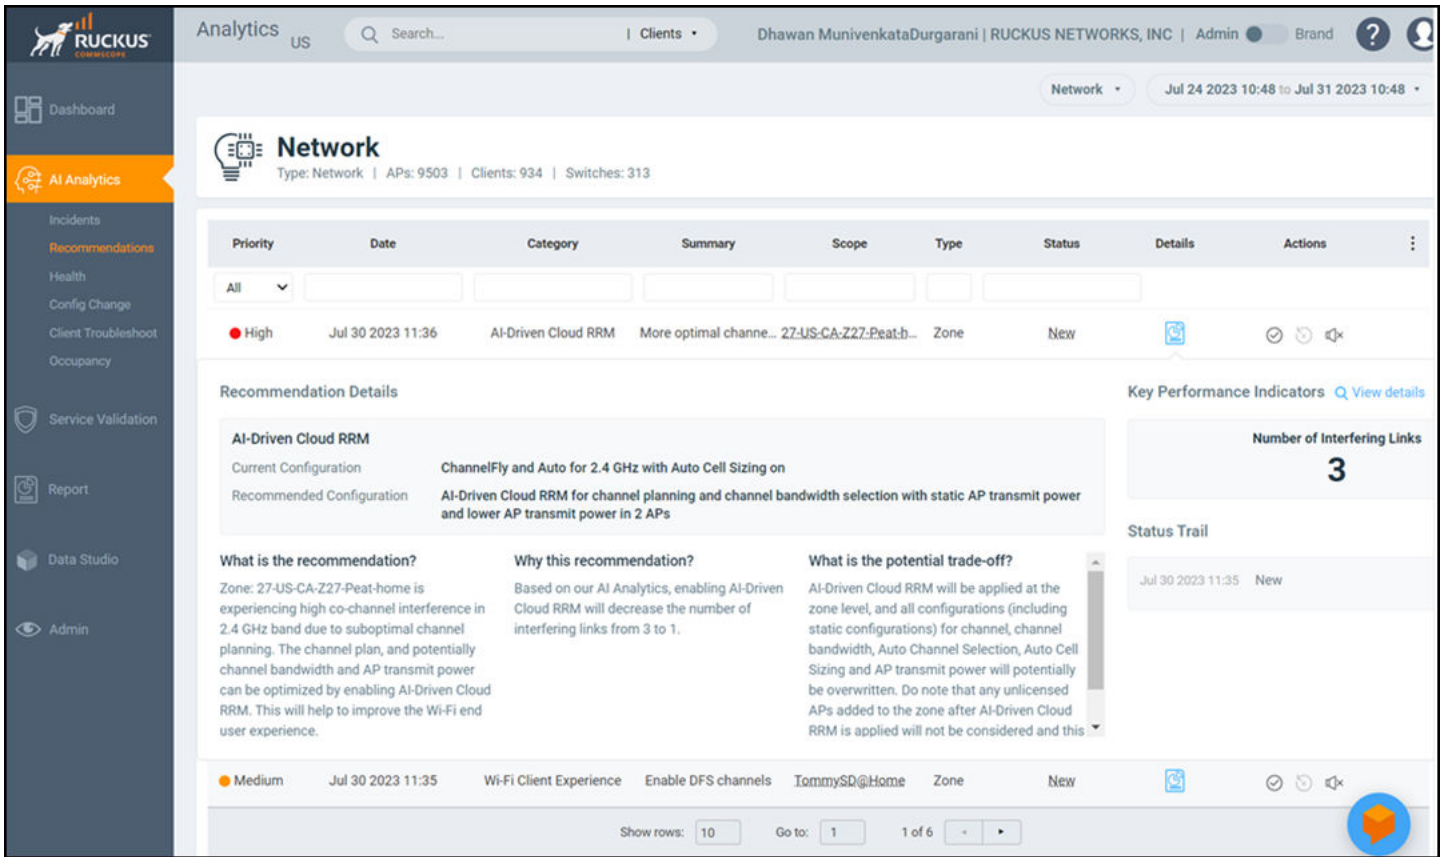 RUCKUS
COMMSCOPE
Analytics US
Search...
| Clients
Dhawan MunivenkataDurgarani | RUCKUS NETWORKS, INC | Admin Brand
?
Network
Jul 24 2023 10:48 to Jul 31 2023 10:48
Dashboard
AI Analytics
Incidents
Recommendations
Health
Config Change
Client Troubleshoot
Occupancy
Service Validation
Report
Data Studio
Admin
Network
Type: Network | APs: 9503 | Clients: 934 | Switches: 313
Priority Date Category Summary Scope Type Status Details Actions
All
High Jul 30 2023 11:36 AI-Driven Cloud RRM More optimal channe... 27-US-CA-Z27-Peat-h... Zone New
Recommendation Details
AI-Driven Cloud RRM
Current Configuration ChannelFly and Auto for 2.4 GHz with Auto Cell Sizing on
Recommended Configuration AI-Driven Cloud RRM for channel planning and channel bandwidth selection with static AP transmit power
and lower AP transmit power in 2 APs
What is the recommendation?
Zone: 27-US-CA-Z27-Peat-home is
experiencing high co-channel interference in
2.4 GHz band due to suboptimal channel
planning. The channel plan, and potentially
channel bandwidth and AP transmit power
can be optimized by enabling AI-Driven Cloud
RRM. This will help to improve the Wi-Fi end
user experience.
Why this recommendation?
Based on our AI Analytics, enabling AI-Driven
Cloud RRM will decrease the number of
interfering links from 3 to 1.
What is the potential trade-off?
AI-Driven Cloud RRM will be applied at the
zone level, and all configurations (including
static configurations) for channel, channel
bandwidth, Auto Channel Selection, Auto Cell
Sizing and AP transmit power will potentially
be overwritten. Do note that any unlicensed
APs added to the zone after AI-Driven Cloud
RRM is applied will not be considered and this
Key Performance Indicators View details
Number of Interfering Links
3
Status Trail
Jul 30 2023 11:35 New
Medium Jul 30 2023 11:35 Wi-Fi Client Experience Enable DFS channels TommySD@Home Zone New
Show rows: 10 Go to: 1 1 of 6